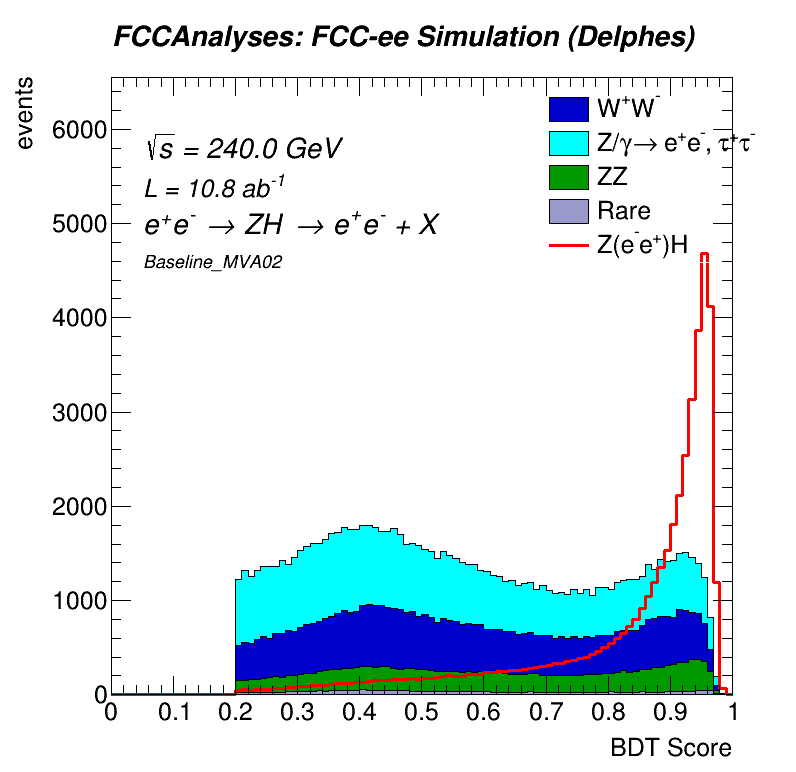 FCCAnalyses: FCC-ee Simulation (Delphes)
events
6000
5000
4000
3000
2000
1000
0
√s = 240.0 GeV
L = 10.8 ab⁻¹
e⁺e⁻ → ZH → e⁺e⁻ + X
Baseline_MVA02
W⁺W⁻
Z/γ→ e⁺e⁻, τ⁺τ⁻
ZZ
Rare
Z(e⁻e⁺)H
0 0.1 0.2 0.3 0.4 0.5 0.6 0.7 0.8 0.9 1
BDT Score